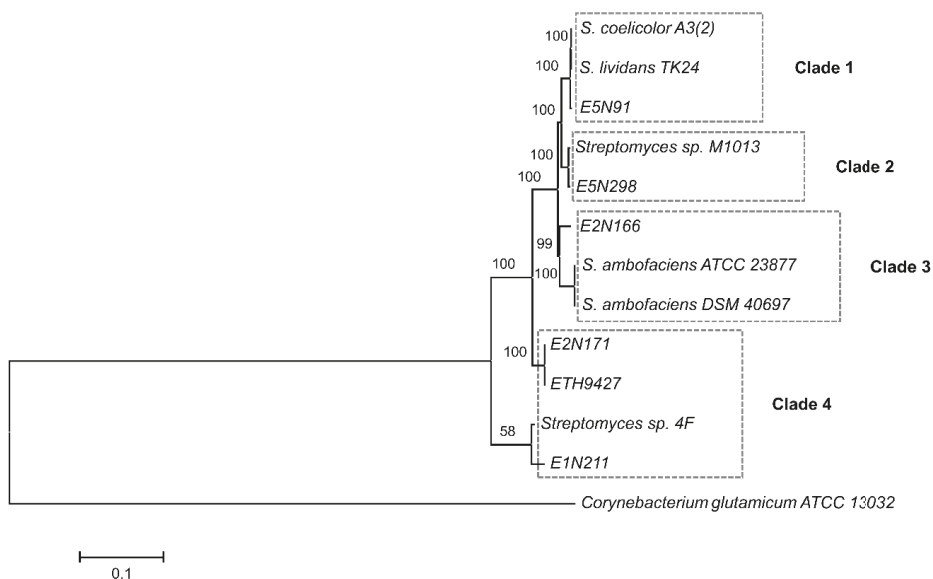 100
S. coelicolor A3(2)
100
S. lividans TK24
Clade 1
100
E5N91
100
Streptomyces sp. M1013
Clade 2
100
E5N298
E2N166
99
100
S. ambofaciens ATCC 23877
Clade 3
100
S. ambofaciens DSM 40697
100
E2N171
ETH9427
Clade 4
58
Streptomyces sp. 4F
E1N211
Corynebacterium glutamicum ATCC 13032
0.1